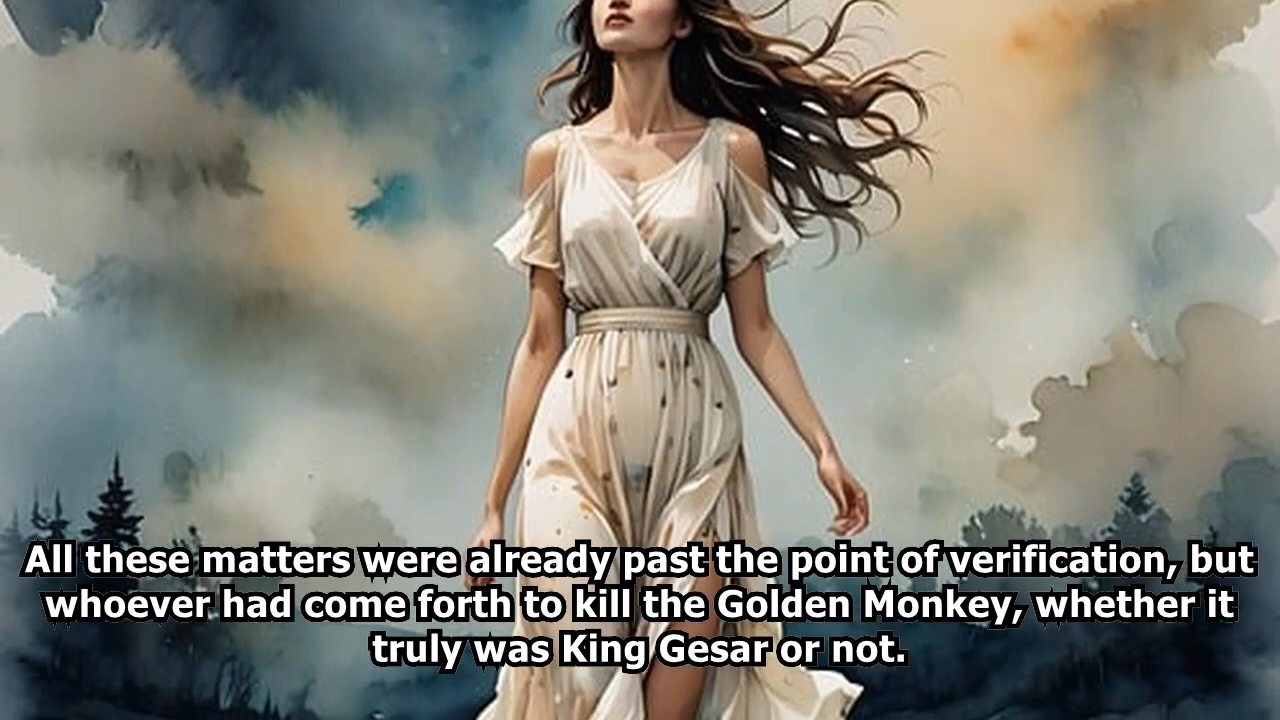 All these matters were already past the point of verification, but
whoever had come forth to kill the Golden Monkey, whether it
truly was King Gesar or not.